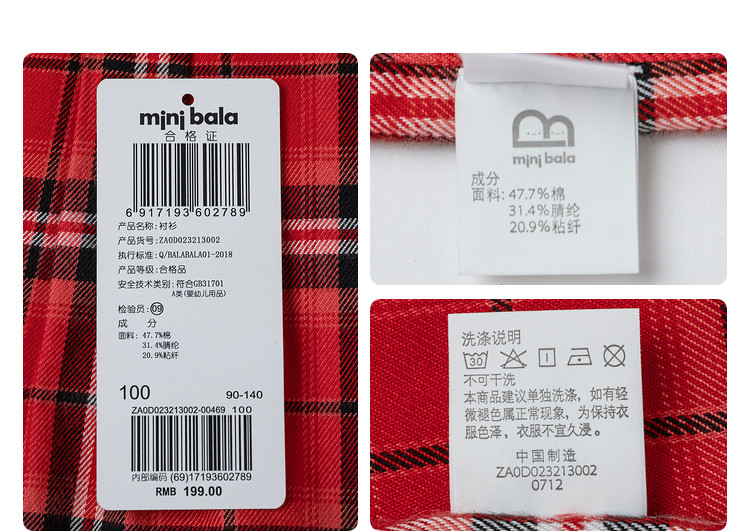 mini bala
合格证
6 917193 602789
产品名称:衬衫
产品货号:ZA0D023213002
执行标准:Q/BALABALA01-2018
产品等级:合格品
安全技术类别:符合GB31701
A类(婴幼儿用品)
检验员:09
成 分
面料:47.7%棉
31.4%腈纶
20.9%粘纤
100 90-140
ZA0D023213002-00469 100
内部编码 (69)17193602789
RMB 199.00
mini bala
成分
面料:47.7%棉
31.4%腈纶
20.9%粘纤
洗涤说明
30
不可干洗
本商品建议单独洗涤，如有轻
微褪色属正常现象，为保持衣
服色泽，衣服不宜久浸。
中国制造
ZA0D023213002
0712